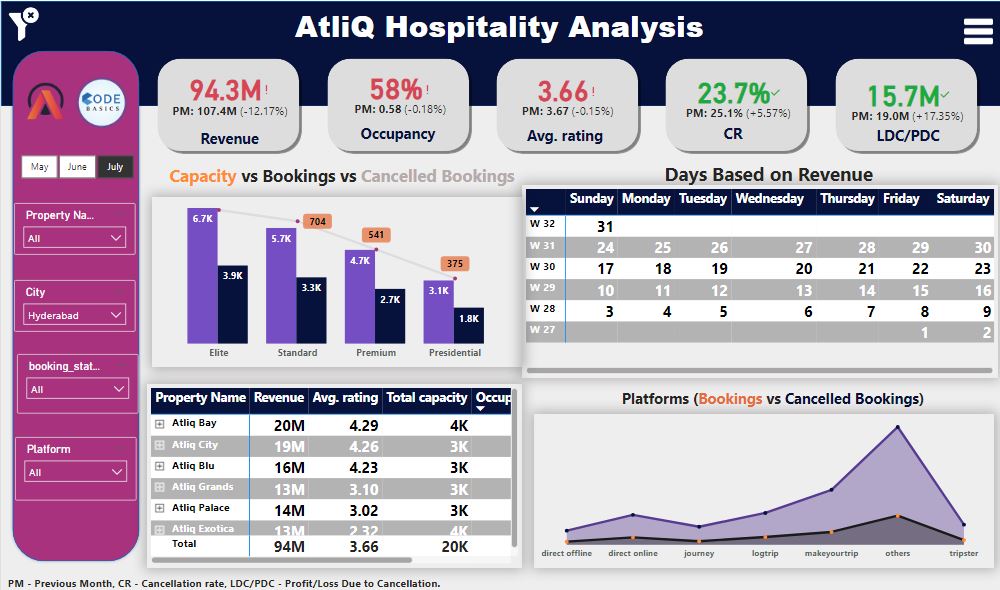 AtliQ Hospitality Analysis
CODE
BASICS
May June July
Property Na...
All
City
Hyderabad
booking_stat...
All
Platform
All
94.3M!
PM: 107.4M (-12.17%)
Revenue
58%!
PM: 0.58 (-0.18%)
Occupancy
3.66!
PM: 3.67 (-0.15%)
Avg. rating
23.7%
PM: 25.1% (+5.57%)
CR
15.7M
PM: 19.0M (+17.35%)
LDC/PDC
Capacity vs Bookings vs Cancelled Bookings
6.7K 5.7K 4.7K 3.1K
3.9K 3.3K 2.7K 1.8K
704 541 375
Elite Standard Premium Presidential
Days Based on Revenue
Sunday Monday Tuesday Wednesday Thursday Friday Saturday
W 32 31
W 31 24 25 26 27 28 29 30
W 30 17 18 19 20 21 22 23
W 29 10 11 12 13 14 15 16
W 28 3 4 5 6 7 8 9
W 27 1 2
Property Name Revenue Avg. rating Total capacity Occup
Atliq Bay 20M 4.29 4K
Atliq City 19M 4.26 3K
Atliq Blu 16M 4.23 3K
Atliq Grands 13M 3.10 3K
Atliq Palace 14M 3.02 3K
Atliq Exotica 13M 2.32 4K
Total 94M 3.66 20K
Platforms (Bookings vs Cancelled Bookings)
direct offline direct online journey logtrip makeyourtrip others tripster
PM - Previous Month, CR - Cancellation rate, LDC/PDC - Profit/Loss Due to Cancellation.